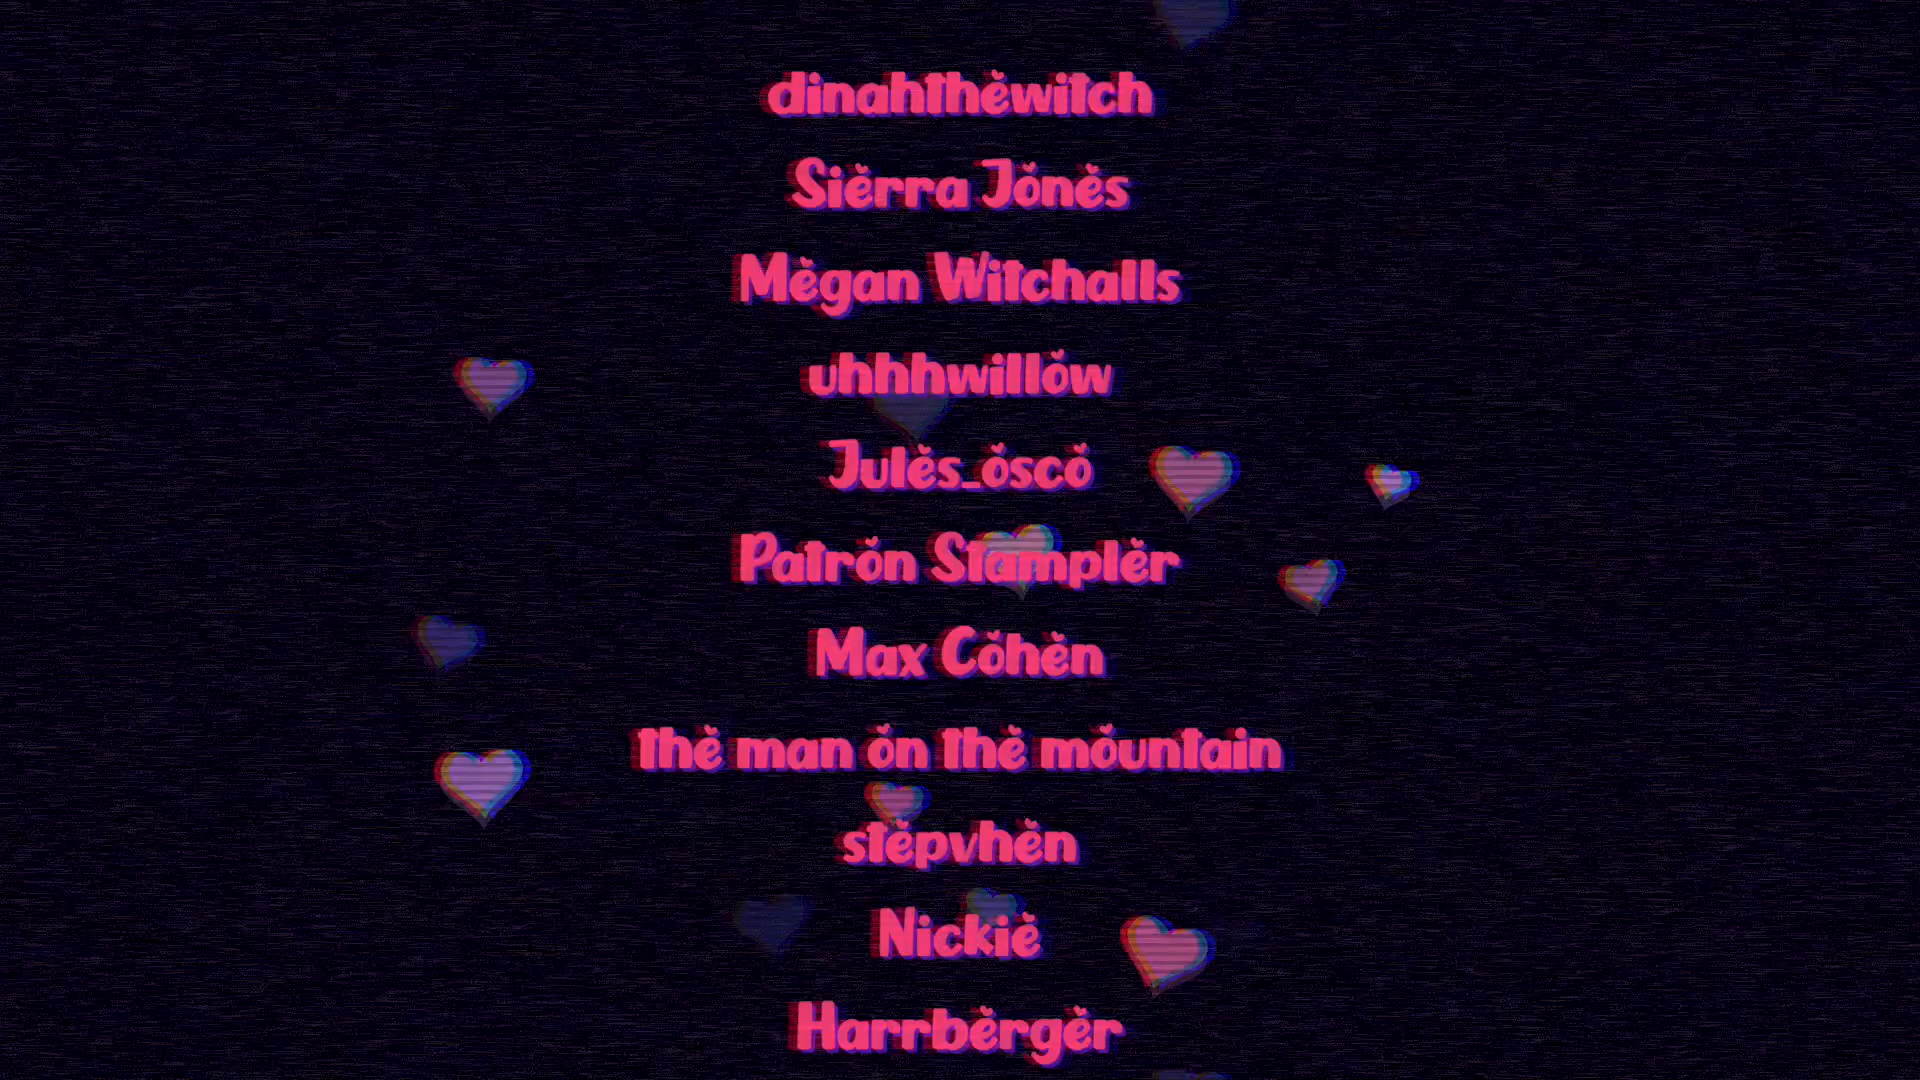 dinahthewitch
Sierra Jones
Megan Witchalls
uhhhwillow
Jules_osco
Patron Stampler
Max Cohen
the man on the mountain
stepvhen
Nickie
Harrberger